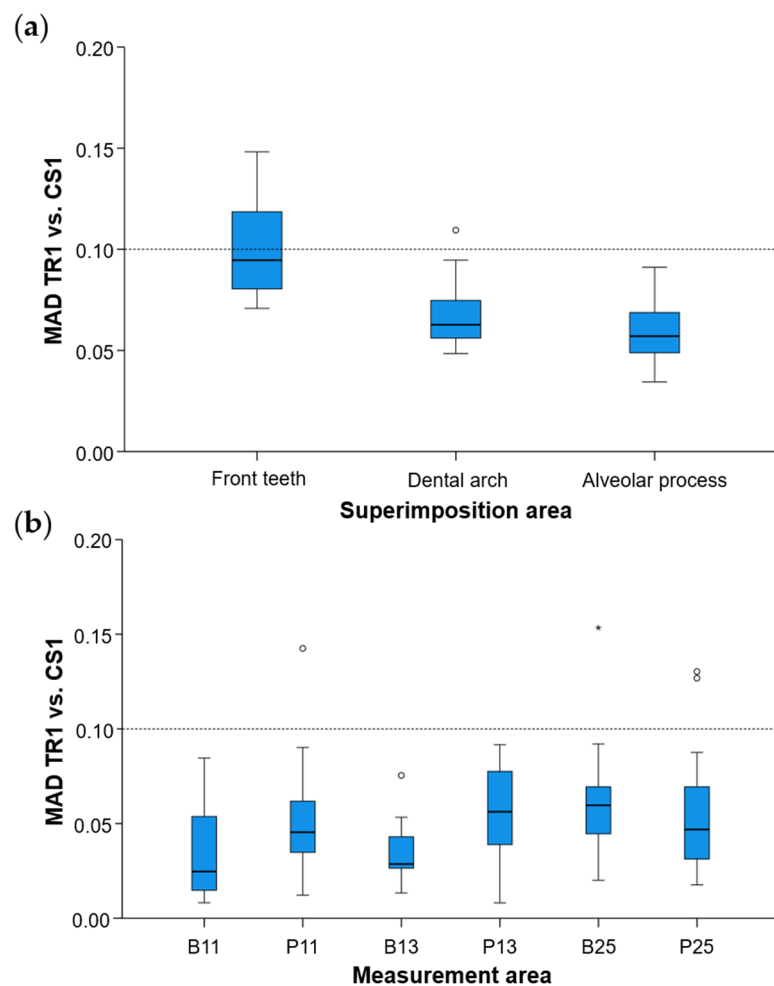 (a)
MAD TR1 vs. CS1
0.20
0.15
0.10
0.05
0.00
Front teeth Dental arch Alveolar process
Superimposition area
(b)
MAD TR1 vs. CS1
0.20
0.15
0.10
0.05
0.00
B11 P11 B13 P13 B25 P25
Measurement area